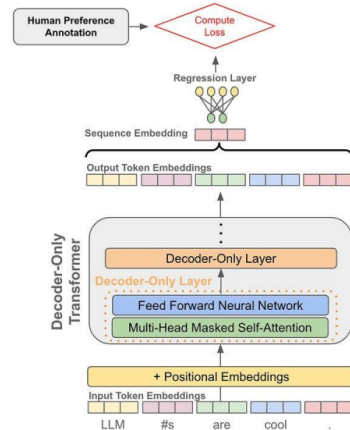 Human Preference
Annotation
Compute
Loss
Regression Layer
Sequence Embedding
Output Token Embeddings
Decoder-Only
Transformer
Decoder-Only Layer
Decoder-Only Layer
Feed Forward Neural Network
Multi-Head Masked Self-Attention
+ Positional Embeddings
Input Token Embeddings
LLM #s are cool .